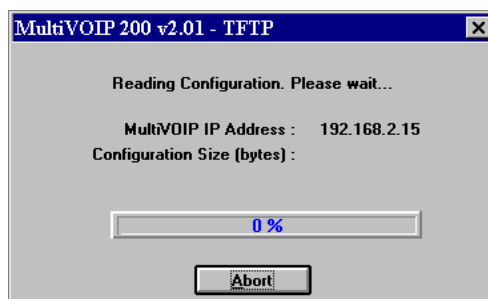 MultiVOIP 200 v2.01 - TFTP
Reading Configuration. Please wait...
MultiVOIP IP Address : 192.168.2.15
Configuration Size (bytes) :
0 %
Abort